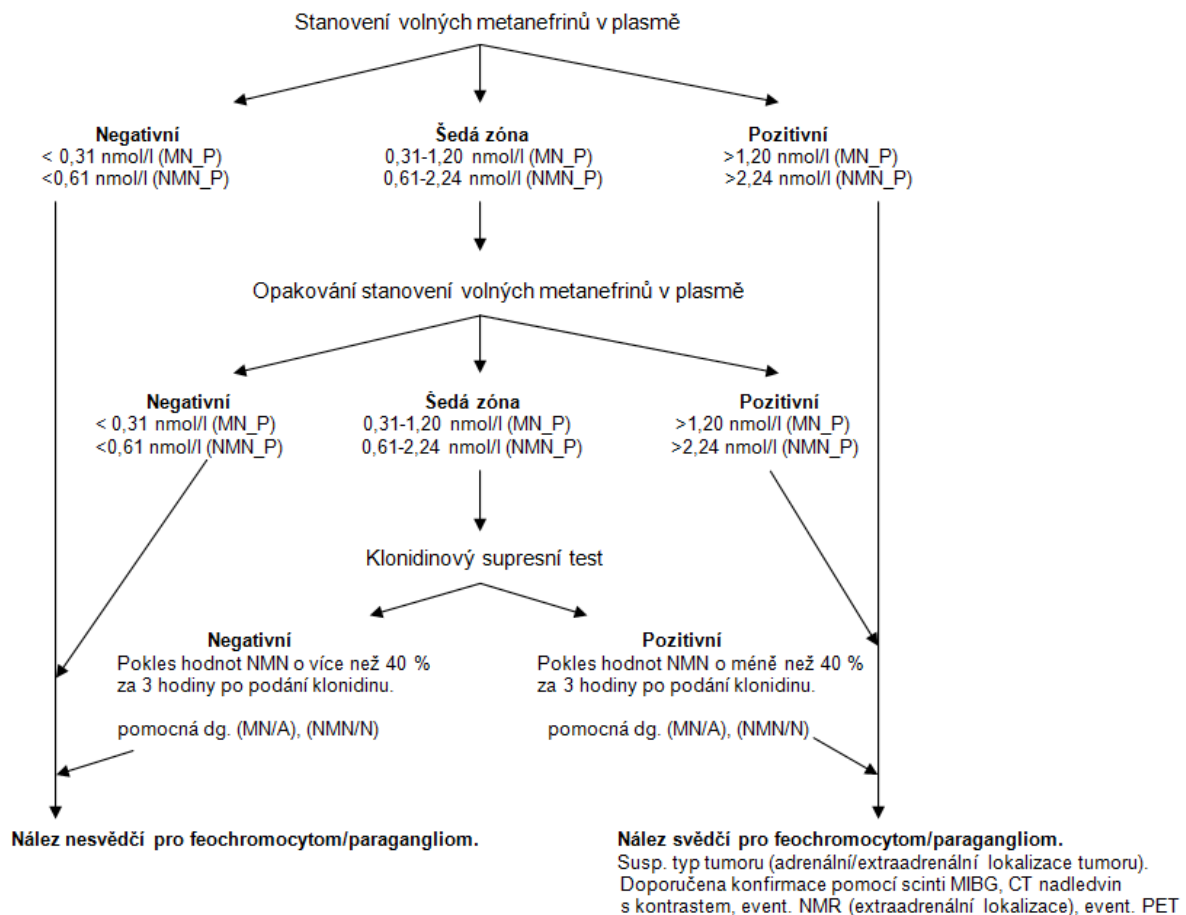 Stanovení volných metanefrinů v plasmě
Negativní
< 0,31 nmol/l (MN_P)
<0,61 nmol/l (NMN_P)
Šedá zóna
0,31-1,20 nmol/l (MN_P)
0,61-2,24 nmol/l (NMN_P)
Pozitivní
>1,20 nmol/l (MN_P)
>2,24 nmol/l (NMN_P)
Opakování stanovení volných metanefrinů v plasmě
Negativní
< 0,31 nmol/l (MN_P)
<0,61 nmol/l (NMN_P)
Šedá zóna
0,31-1,20 nmol/l (MN_P)
0,61-2,24 nmol/l (NMN_P)
Pozitivní
>1,20 nmol/l (MN_P)
>2,24 nmol/l (NMN_P)
Klonidinový supresní test
Negativní
Pokles hodnot NMN o více než 40 %
za 3 hodiny po podání klonidinu.
pomocná dg. (MN/A), (NMN/N)
Pozitivní
Pokles hodnot NMN o méně než 40 %
za 3 hodiny po podání klonidinu.
pomocná dg. (MN/A), (NMN/N)
Nález nesvědčí pro feochromocytom/paragangliom.
Nález svědčí pro feochromocytom/paragangliom.
Susp. typ tumoru (adrenální/extraadrenální lokalizace tumoru).
Doporučena konfirmace pomocí scinti MIBG, CT nadledvin
s kontrastem, event. NMR (extraadrenální lokalizace), event. PET